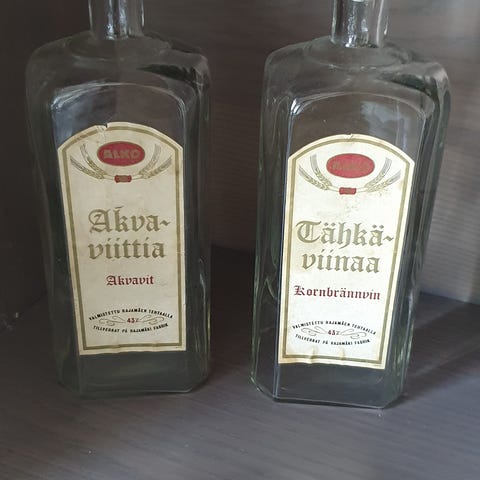 ALKO
Akva-
viittia
Akvavit
VALMISTETTU RAJAMÄEN TEHTAALLA
43%
TILLVERKAT PÅ RAJAMÄKI FABRIK
ALKO
Tähkä-
viinaa
Kornbrännvin
VALMISTETTU RAJAMÄEN TEHTAALLA
43%
TILLVERKAT PÅ RAJAMÄKI FABRIK